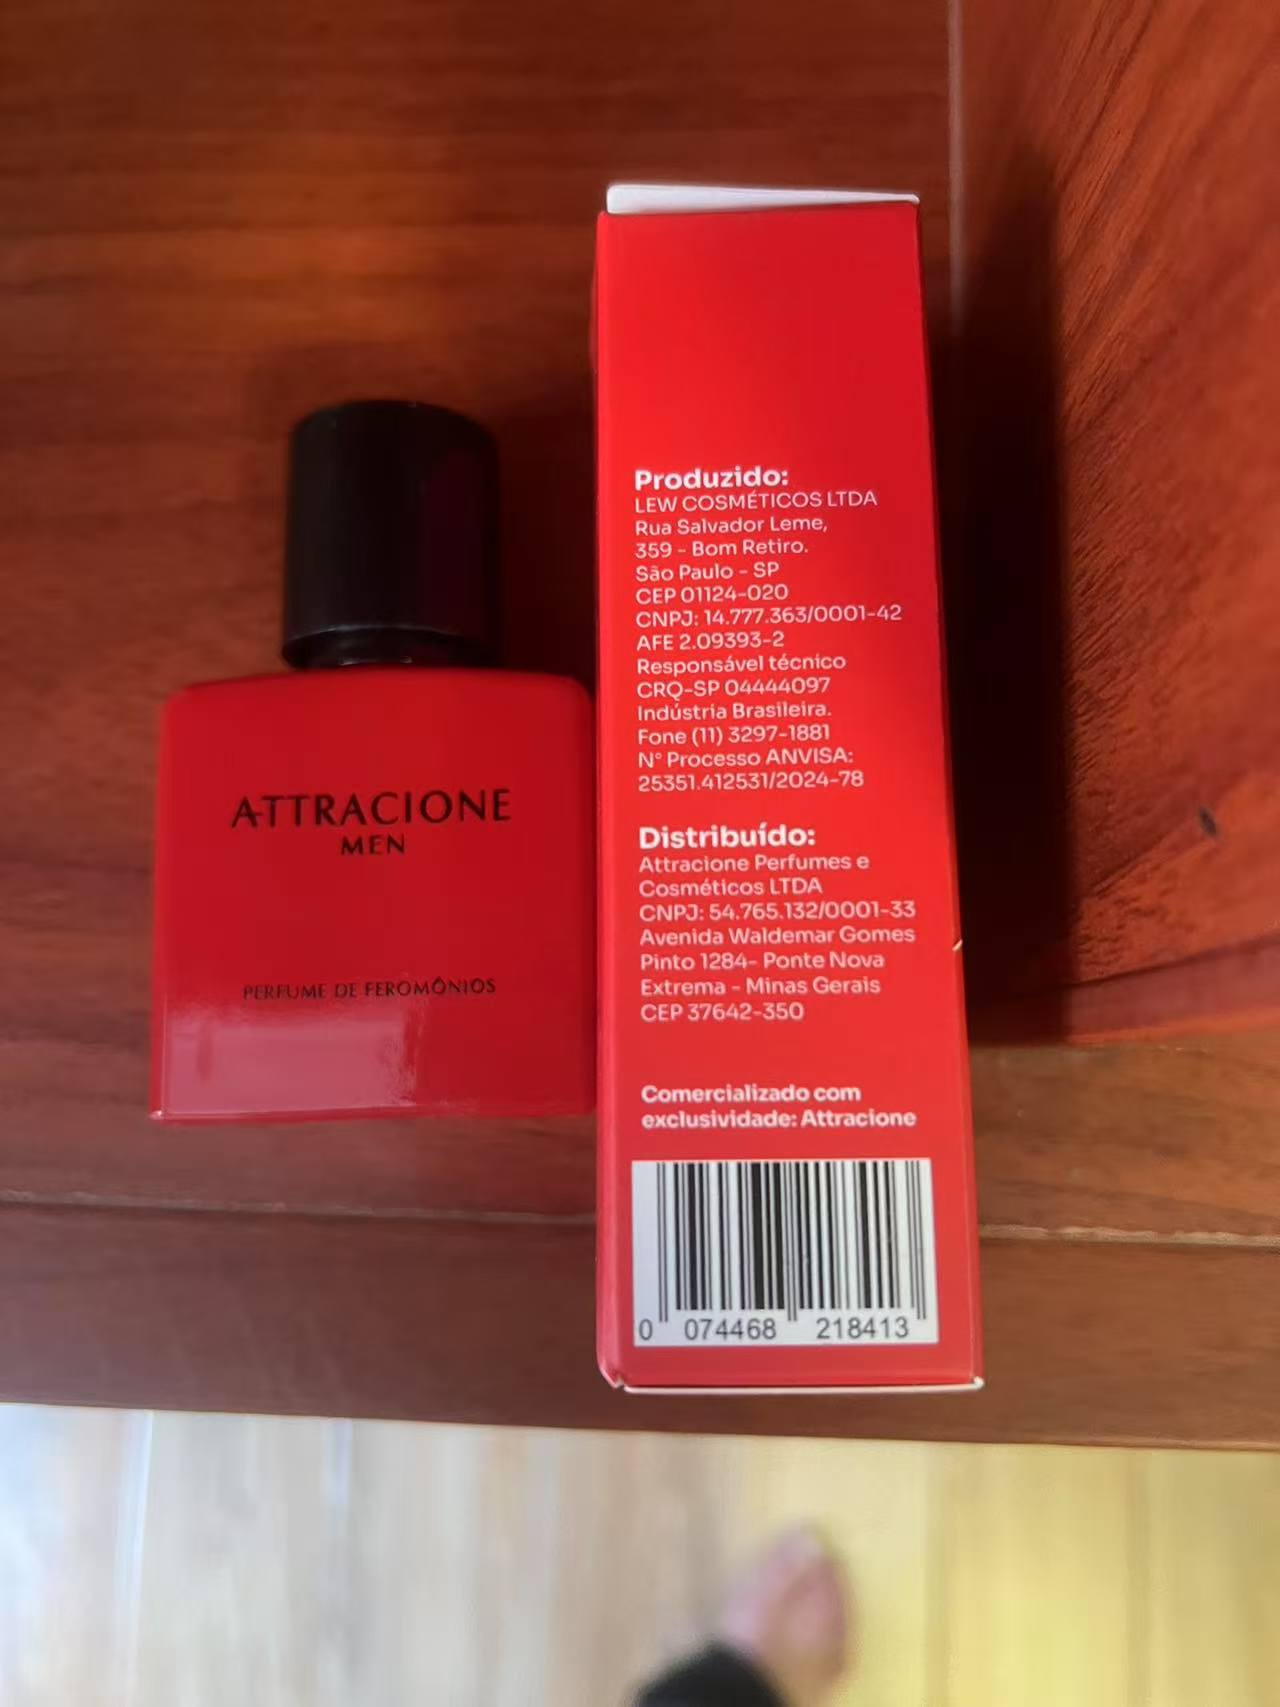 ATTRACIONE
MEN
PERFUME DE FEROMÔNIOS
Produzido:
LEW COSMÉTICOS LTDA
Rua Salvador Leme,
359 - Bom Retiro.
São Paulo - SP
CEP 01124-020
CNPJ: 14.777.363/0001-42
AFE 2.09393-2
Responsável técnico
CRQ-SP 04444097
Indústria Brasileira.
Fone (11) 3297-1881
N° Processo ANVISA:
25351.412531/2024-78
Distribuído:
Attracione Perfumes e
Cosméticos LTDA
CNPJ: 54.765.132/0001-33
Avenida Waldemar Gomes
Pinto 1284- Ponte Nova
Extrema - Minas Gerais
CEP 37642-350
Comercializado com
exclusividade: Attracione
0 074468 218413